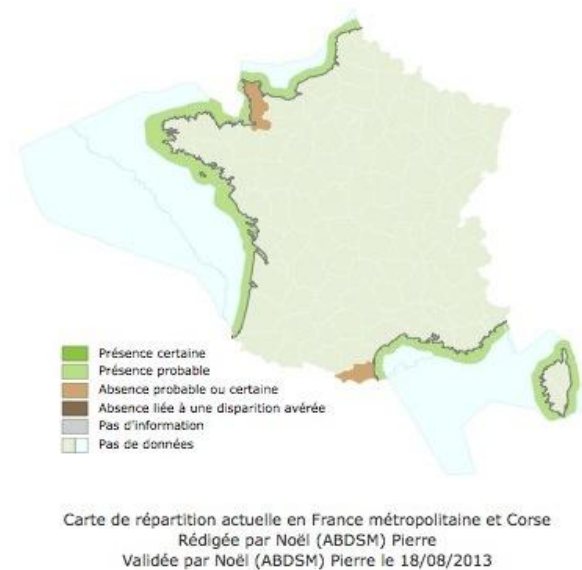 Présence certaine
Présence probable
Absence probable ou certaine
Absence liée à une disparition avérée
Pas d'information
Pas de données
Carte de répartition actuelle en France métropolitaine et Corse
Rédigée par Noël (ABDSM) Pierre
Validée par Noël (ABDSM) Pierre le 18/08/2013